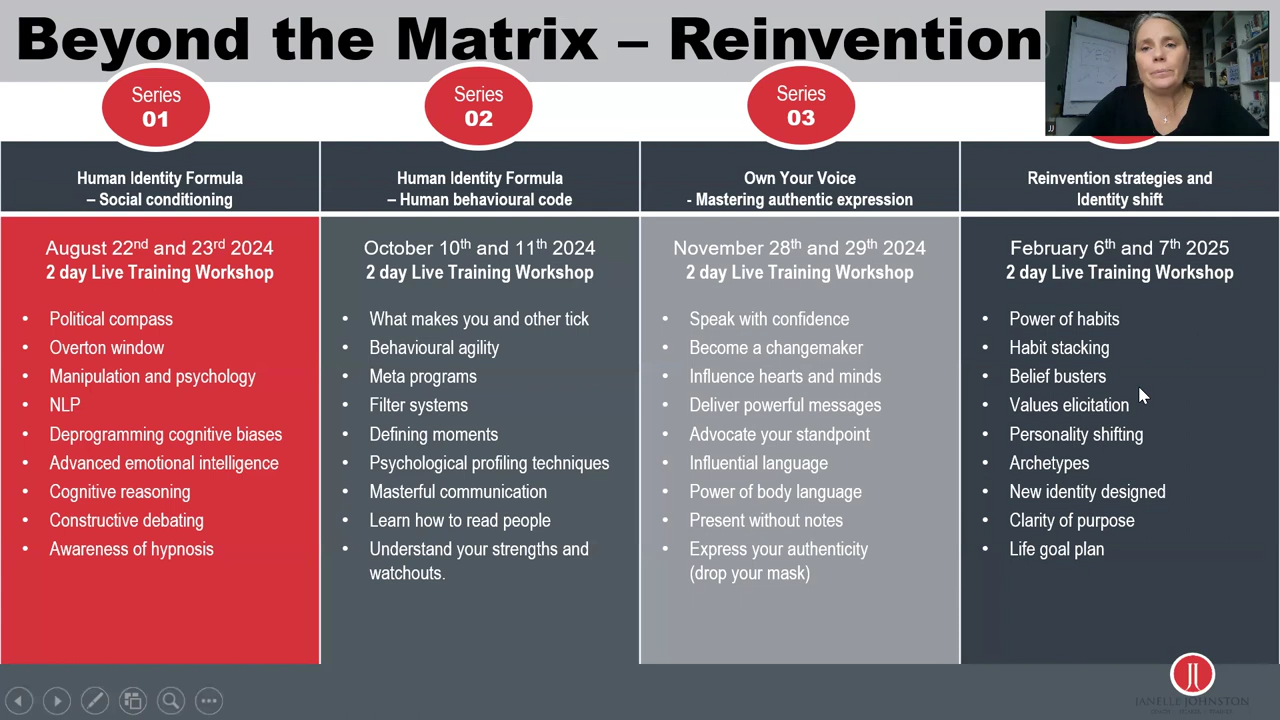 Beyond the Matrix – Reinvention
Series
01
Series
02
Series
03
Human Identity Formula
– Social conditioning
Human Identity Formula
– Human behavioural code
Own Your Voice
- Mastering authentic expression
Reinvention strategies and
Identity shift
August 22nd and 23rd 2024
2 day Live Training Workshop
• Political compass
• Overton window
• Manipulation and psychology
• NLP
• Deprogramming cognitive biases
• Advanced emotional intelligence
• Cognitive reasoning
• Constructive debating
• Awareness of hypnosis
October 10th and 11th 2024
2 day Live Training Workshop
• What makes you and other tick
• Behavioural agility
• Meta programs
• Filter systems
• Defining moments
• Psychological profiling techniques
• Masterful communication
• Learn how to read people
• Understand your strengths and
watchouts.
November 28th and 29th 2024
2 day Live Training Workshop
• Speak with confidence
• Become a changemaker
• Influence hearts and minds
• Deliver powerful messages
• Advocate your standpoint
• Influential language
• Power of body language
• Present without notes
• Express your authenticity
(drop your mask)
February 6th and 7th 2025
2 day Live Training Workshop
• Power of habits
• Habit stacking
• Belief busters
• Values elicitation
• Personality shifting
• Archetypes
• New identity designed
• Clarity of purpose
• Life goal plan
JJ
JJ
JANELLE JOHNSTON